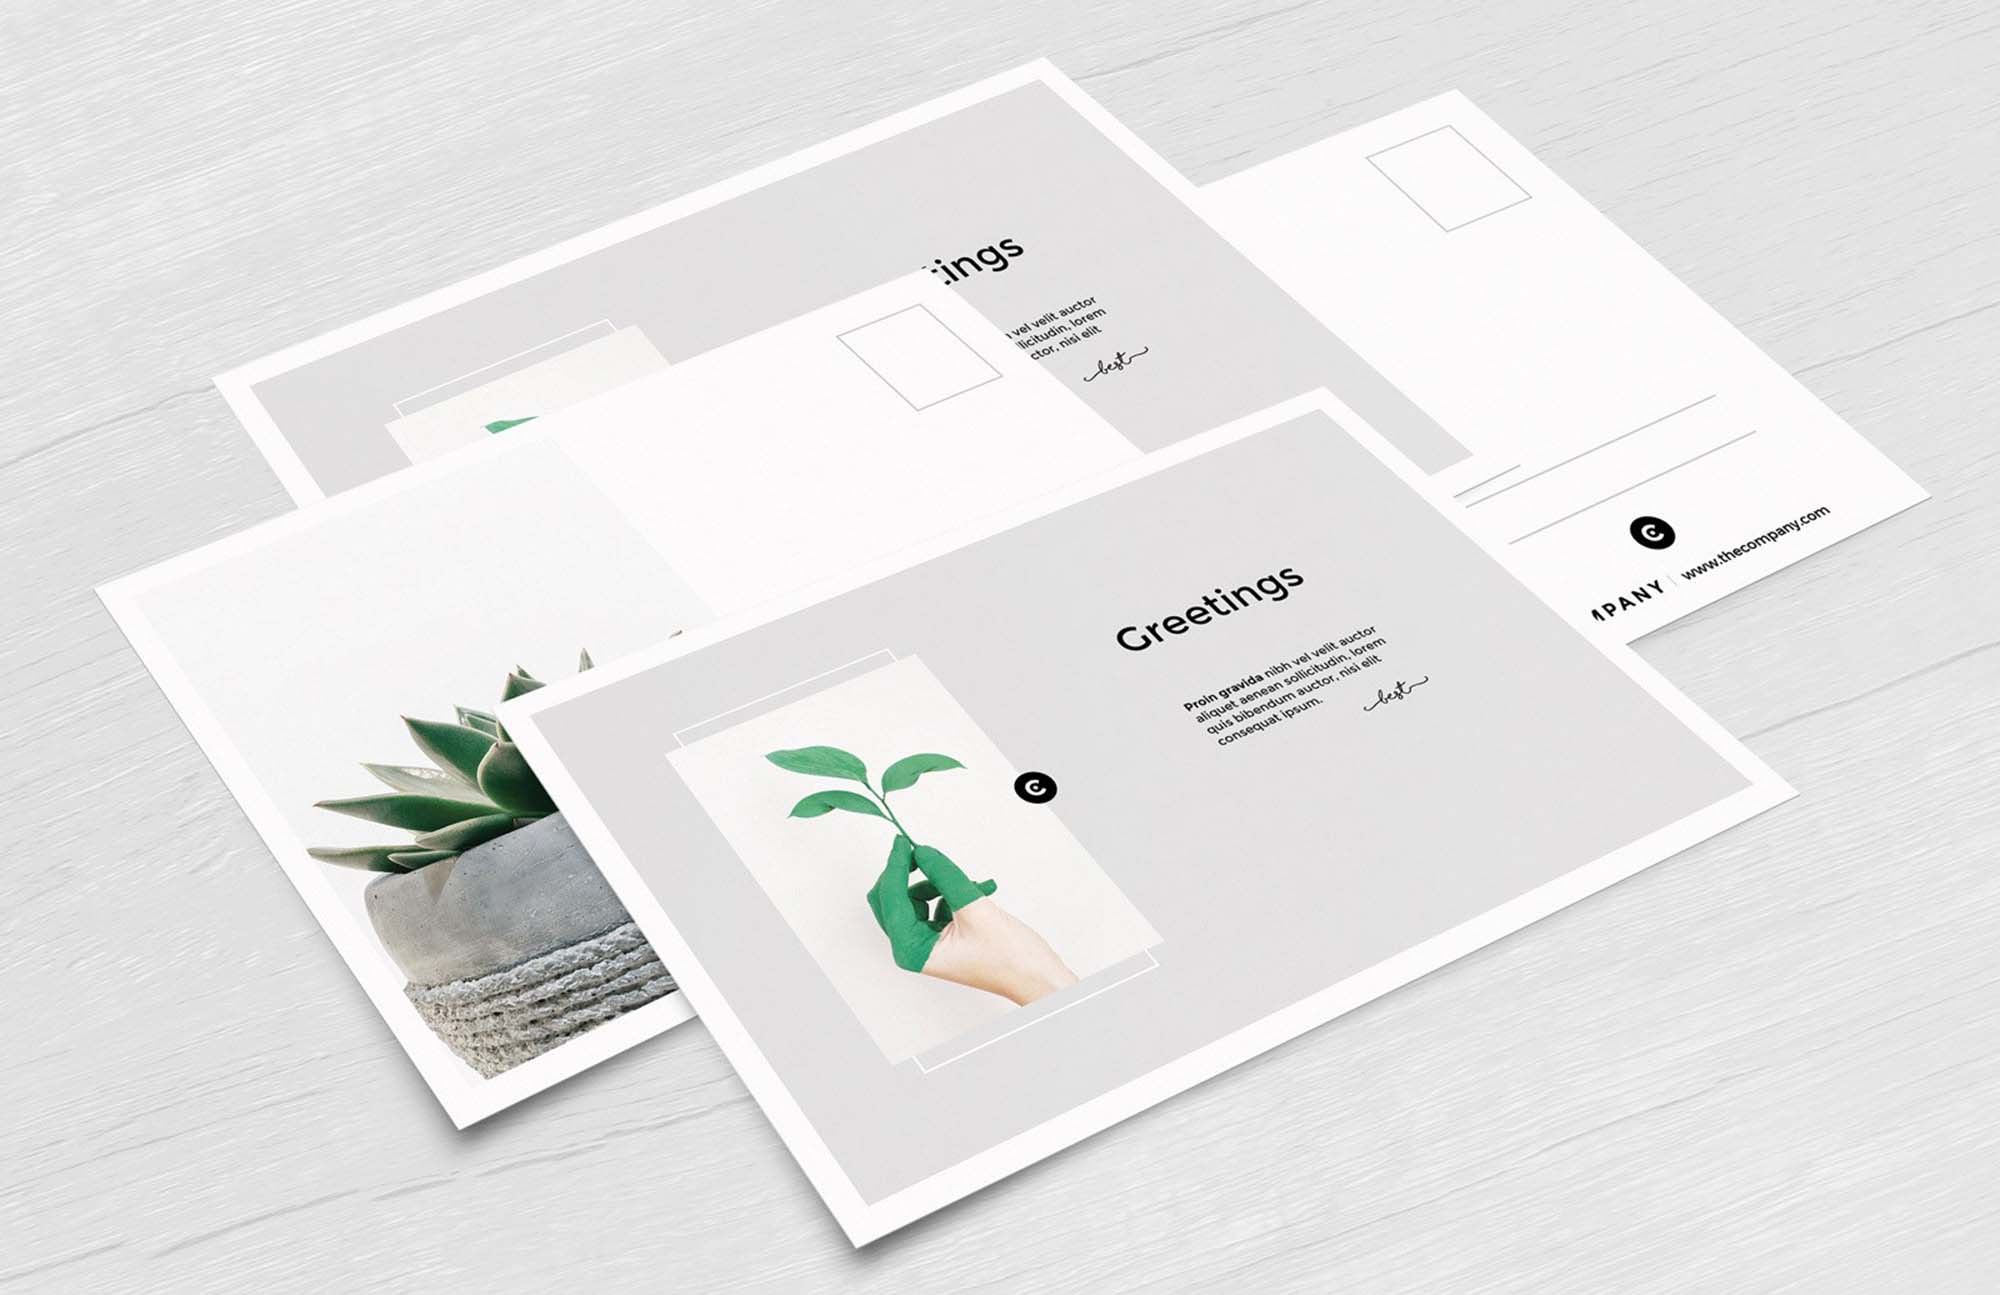 tings
vel velit auctor
llicitudin, lorem
ctor, nisi elit
best
Greetings
Proin gravida nibh vel velit auctor
aliquet aenean sollicitudin, lorem
quis bibendum auctor, nisi elit
consequat ipsum.
best
C
C
MPANY | www.thecompany.com